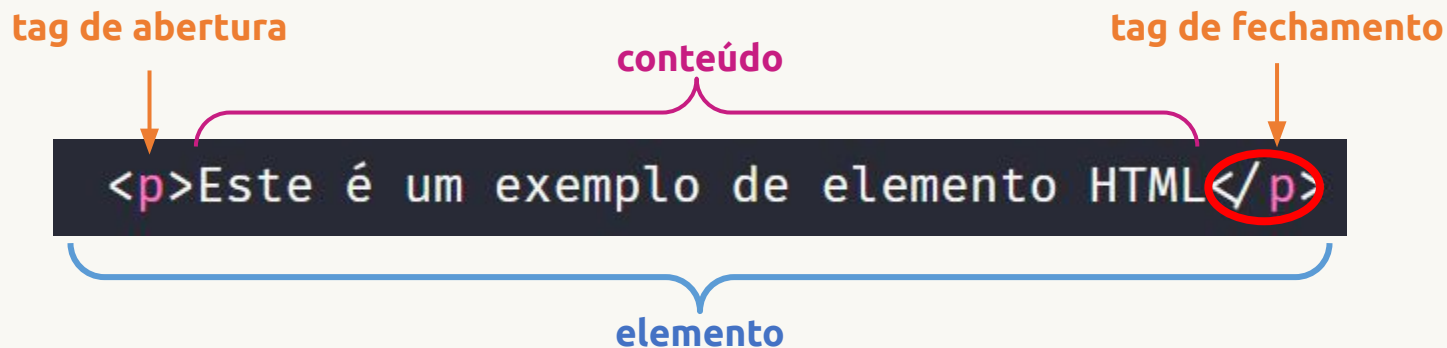 tag de abertura
tag de fechamento
conteúdo
<p>Este é um exemplo de elemento HTML</p>
elemento